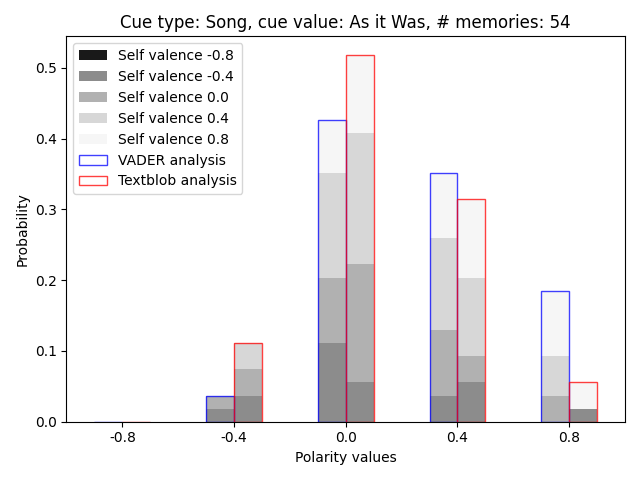 Cue type: Song, cue value: As it Was, # memories: 54
Self valence -0.8
Self valence -0.4
Self valence 0.0
Self valence 0.4
Self valence 0.8
VADER analysis
Textblob analysis
Probability
0.5
0.4
0.3
0.2
0.1
0.0
-0.8
-0.4
0.0
0.4
0.8
Polarity values